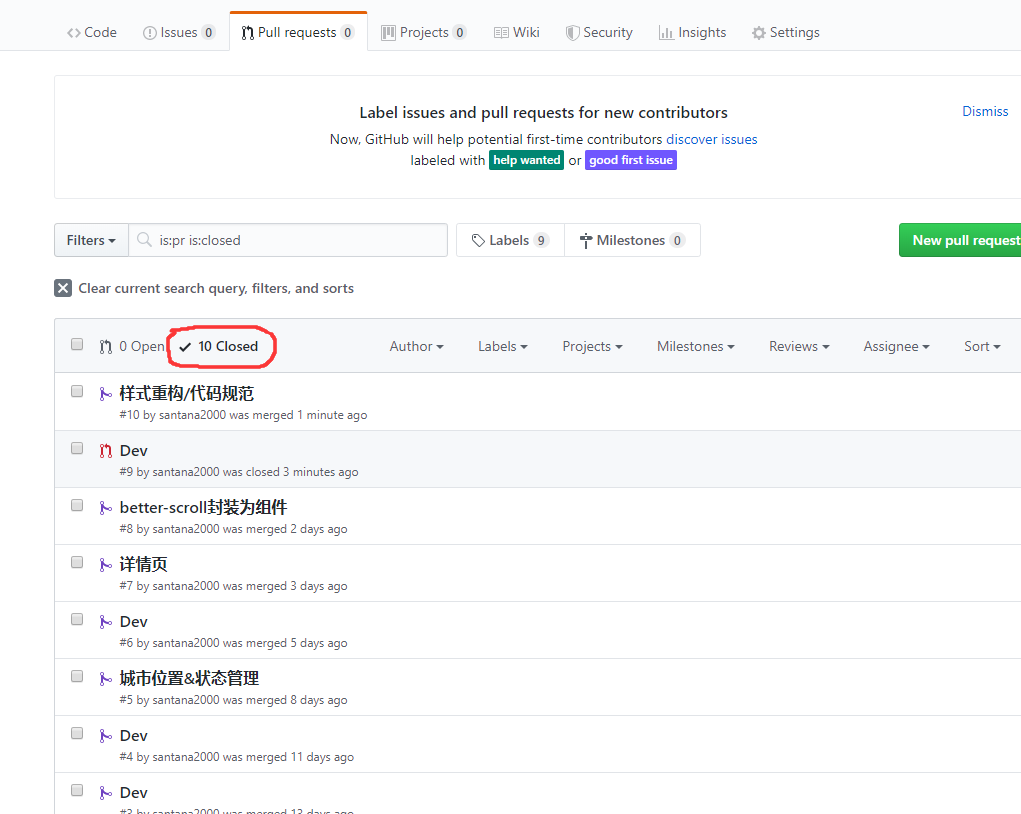 Code Issues 0 Pull requests 0 Projects 0 Wiki Security Insights Settings
Label issues and pull requests for new contributors
Dismiss
Now, GitHub will help potential first-time contributors discover issues
labeled with help wanted or good first issue
Filters is:pr is:closed Labels 9 Milestones 0 New pull request
Clear current search query, filters, and sorts
0 Open 10 Closed Author Labels Projects Milestones Reviews Assignee Sort
样式重构/代码规范
#10 by santana2000 was merged 1 minute ago
Dev
#9 by santana2000 was closed 3 minutes ago
better-scroll封装为组件
#8 by santana2000 was merged 2 days ago
详情页
#7 by santana2000 was merged 3 days ago
Dev
#6 by santana2000 was merged 5 days ago
城市位置&状态管理
#5 by santana2000 was merged 8 days ago
Dev
#4 by santana2000 was merged 11 days ago
Dev
#3 by santana2000 was merged 13 days ago